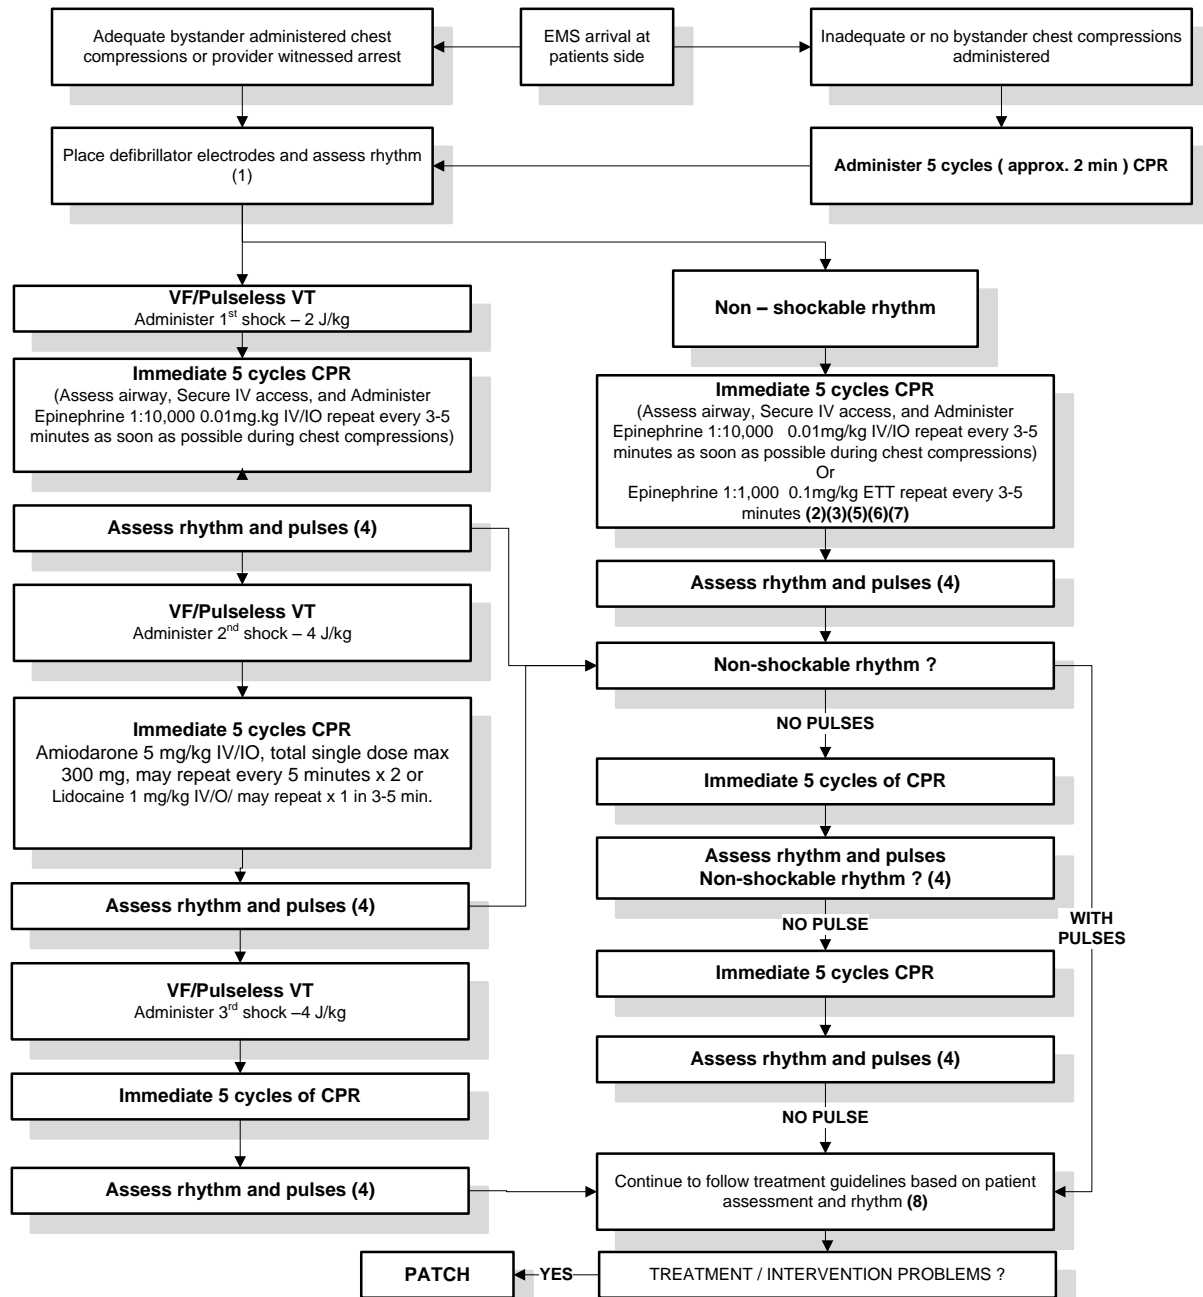 Adequate bystander administered chest
compressions or provider witnessed arrest
EMS arrival at
patients side
Inadequate or no bystander chest compressions
administered
Place defibrillator electrodes and assess rhythm
(1)
Administer 5 cycles ( approx. 2 min ) CPR
VF/Pulseless VT
Administer 1st shock – 2 J/kg
Non – shockable rhythm
Immediate 5 cycles CPR
(Assess airway, Secure IV access, and Administer
Epinephrine 1:10,000 0.01mg.kg IV/IO repeat every 3-5
minutes as soon as possible during chest compressions)
Immediate 5 cycles CPR
(Assess airway, Secure IV access, and Administer
Epinephrine 1:10,000 0.01mg/kg IV/IO repeat every 3-5
minutes as soon as possible during chest compressions)
Or
Epinephrine 1:1,000 0.1mg/kg ETT repeat every 3-5
minutes (2)(3)(5)(6)(7)
Assess rhythm and pulses (4)
Assess rhythm and pulses (4)
VF/Pulseless VT
Administer 2nd shock – 4 J/kg
Non-shockable rhythm ?
NO PULSES
Immediate 5 cycles CPR
Amiodarone 5 mg/kg IV/IO, total single dose max
300 mg, may repeat every 5 minutes x 2 or
Lidocaine 1 mg/kg IV/O/ may repeat x 1 in 3-5 min.
Immediate 5 cycles of CPR
Assess rhythm and pulses
Non-shockable rhythm ? (4)
Assess rhythm and pulses (4)
NO PULSE
WITH
PULSES
VF/Pulseless VT
Administer 3rd shock –4 J/kg
Immediate 5 cycles CPR
Immediate 5 cycles of CPR
Assess rhythm and pulses (4)
NO PULSE
Assess rhythm and pulses (4)
Continue to follow treatment guidelines based on patient
assessment and rhythm (8)
PATCH
YES
TREATMENT / INTERVENTION PROBLEMS ?